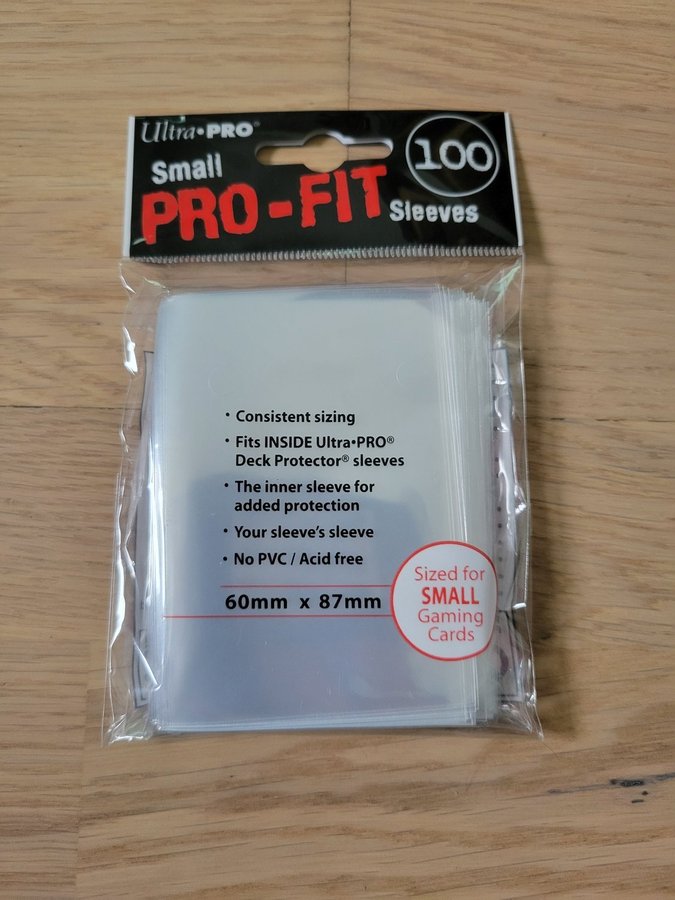 Ultra•PRO®
100
Small
PRO-FIT
Sleeves
• Consistent sizing
• Fits INSIDE Ultra•PRO®
Deck Protector® sleeves
• The inner sleeve for
added protection
• Your sleeve's sleeve
• No PVC / Acid free
60mm x 87mm
Sized for
SMALL
Gaming
Cards